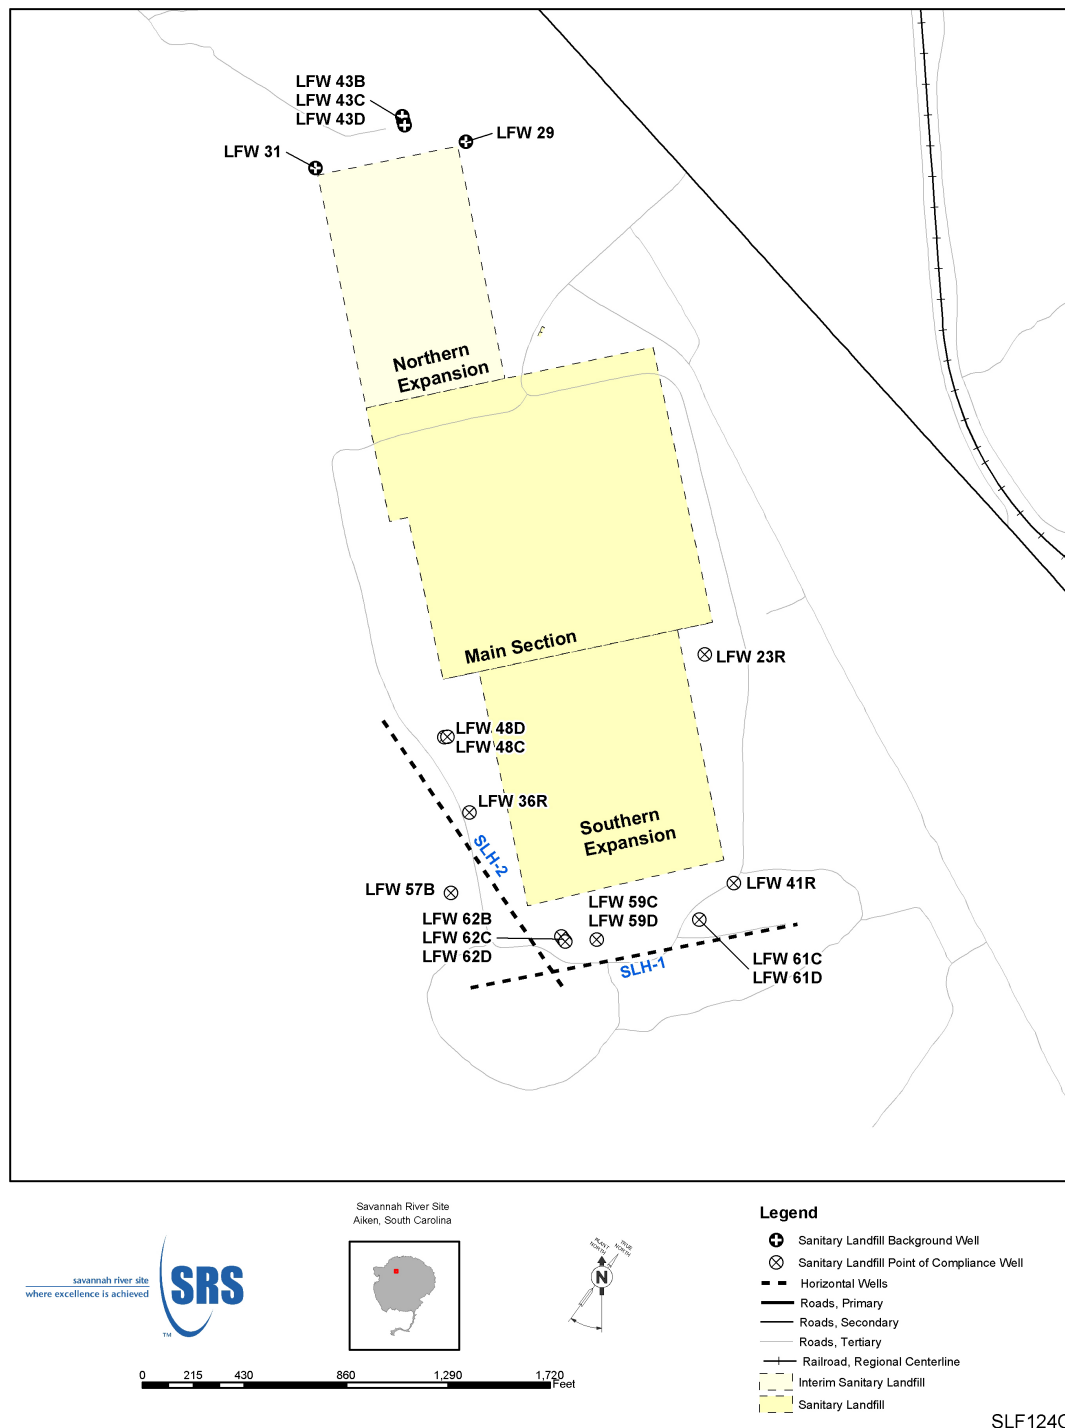 LFW 43B
LFW 43C
LFW 43D
LFW 29
LFW 31
Northern
Expansion
Main Section
LFW 23R
LFW 48D
LFW 48C
LFW 36R
SLH-2
Southern
Expansion
LFW 57B
LFW 41R
LFW 59C
LFW 59D
LFW 62B
LFW 62C
LFW 62D
SLH-1
LFW 61C
LFW 61D
Savannah River Site
Aiken, South Carolina
savannah river site
where excellence is achieved
SRS
TM
PLANT
NORTH
TRUE
NORTH
N
0 215 430 860 1,290 1,720
Feet
Legend
Sanitary Landfill Background Well
Sanitary Landfill Point of Compliance Well
Horizontal Wells
Roads, Primary
Roads, Secondary
Roads, Tertiary
Railroad, Regional Centerline
Interim Sanitary Landfill
Sanitary Landfill